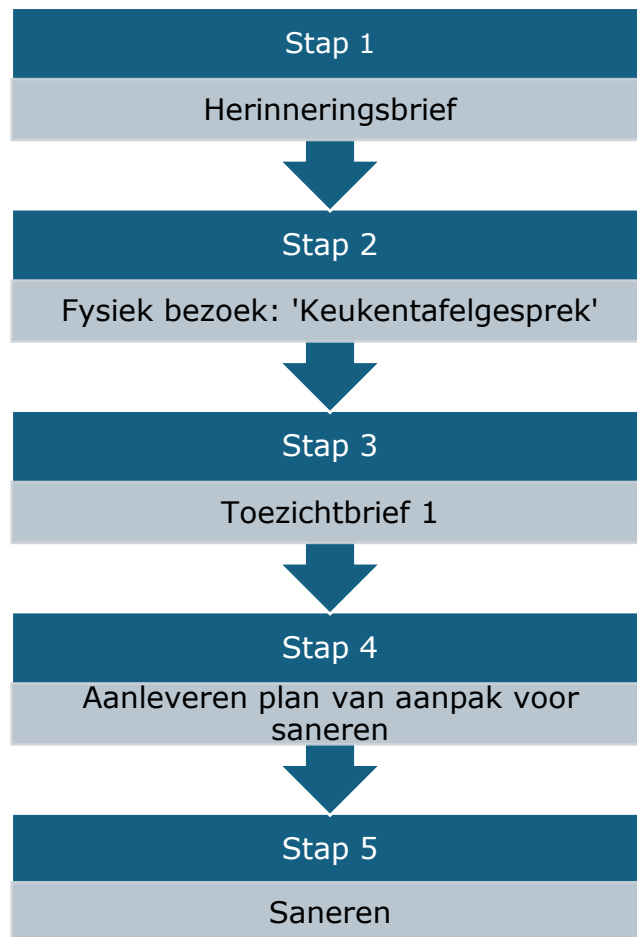 Stap 1
Herinneringsbrief
Stap 2
Fysiek bezoek: 'Keukentafelgesprek'
Stap 3
Toezichtbrief 1
Stap 4
Aanleveren plan van aanpak voor
saneren
Stap 5
Saneren